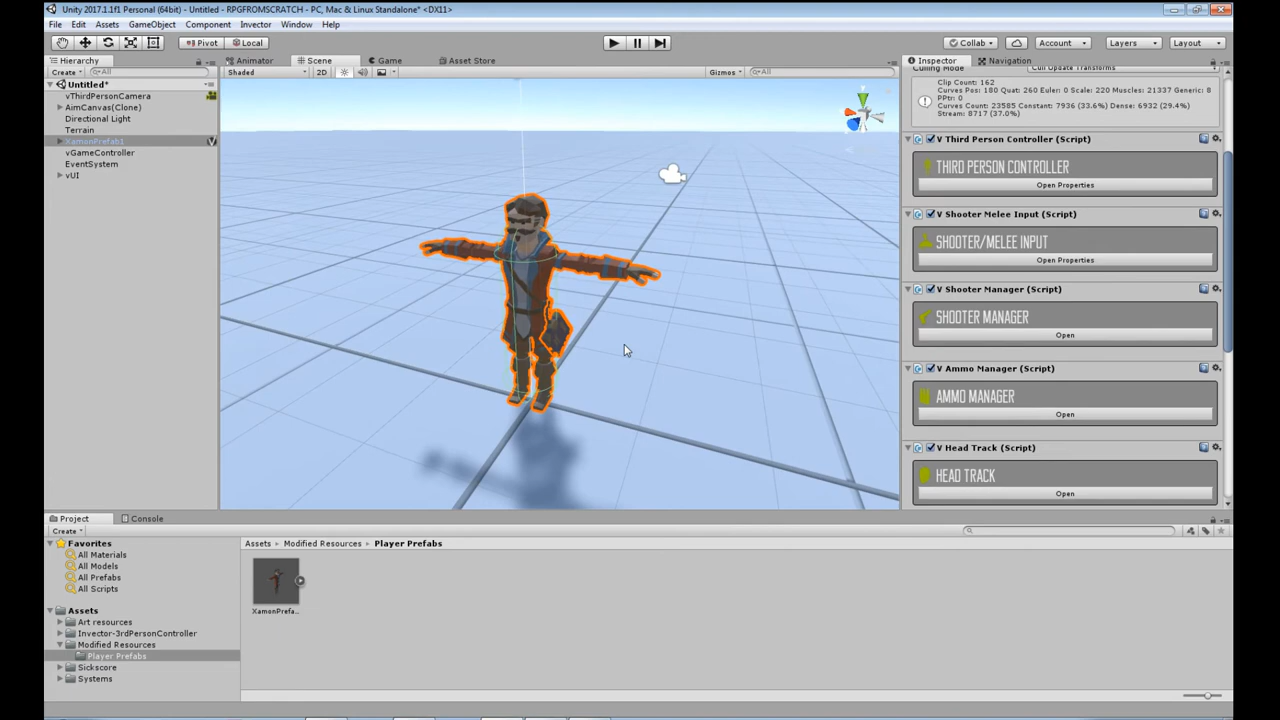 Unity 2017.1.1f1 Personal (64bit) - Untitled - RPGFROMSCRATCH - PC, Mac & Linux Standalone* <DX11>
File Edit Assets GameObject Component Invector Window Help
Pivot Local Collab Account Layers Layout
Hierarchy Animator Scene Game Asset Store Inspector Navigation
Create All Shaded 2D Gizmos All
Untitled*
vThirdPersonCamera
AimCanvas(Clone)
Directional Light
Terrain
XamonPrefab1
vGameController
EventSystem
vUI
Culling Mode Cull Update Transforms
Clip Count: 162
Curves Pos: 180 Quat: 260 Euler: 0 Scale: 220 Muscles: 21337 Generic: 8
PPtr: 0
Curves Count: 23585 Constant: 7936 (33.6%) Dense: 6932 (29.4%)
Stream: 8717 (37.0%)
V Third Person Controller (Script)
THIRD PERSON CONTROLLER
Open Properties
V Shooter Melee Input (Script)
SHOOTER/MELEE INPUT
Open Properties
V Shooter Manager (Script)
SHOOTER MANAGER
Open
V Ammo Manager (Script)
AMMO MANAGER
Open
V Head Track (Script)
HEAD TRACK
Open
Project Console
Create
Favorites
All Materials
All Models
All Prefabs
All Scripts
Assets
Art resources
Invector-3rdPersonController
Modified Resources
Player Prefabs
Sickscore
Systems
Assets Modified Resources Player Prefabs
XamonPrefa...